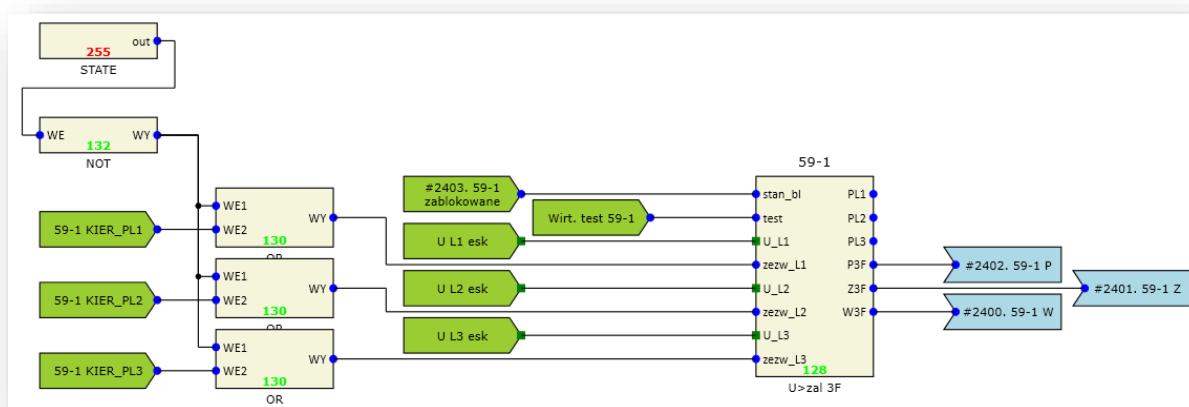 out
255
STATE
WE WY
132
NOT
59-1 KIER_PL1
WE1
WE2
WY
130
OR
59-1 KIER_PL2
WE1
WE2
WY
130
OR
59-1 KIER_PL3
WE1
WE2
WY
130
OR
#2403. 59-1
zablokowane
Wirt. test 59-1
U L1 esk
U L2 esk
U L3 esk
59-1
stan_bl PL1
test PL2
U_L1 PL3
zezw_L1 P3F
U_L2 Z3F
zezw_L2 W3F
U_L3
zezw_L3
128
U>zal 3F
#2402. 59-1 P
#2401. 59-1 Z
#2400. 59-1 W